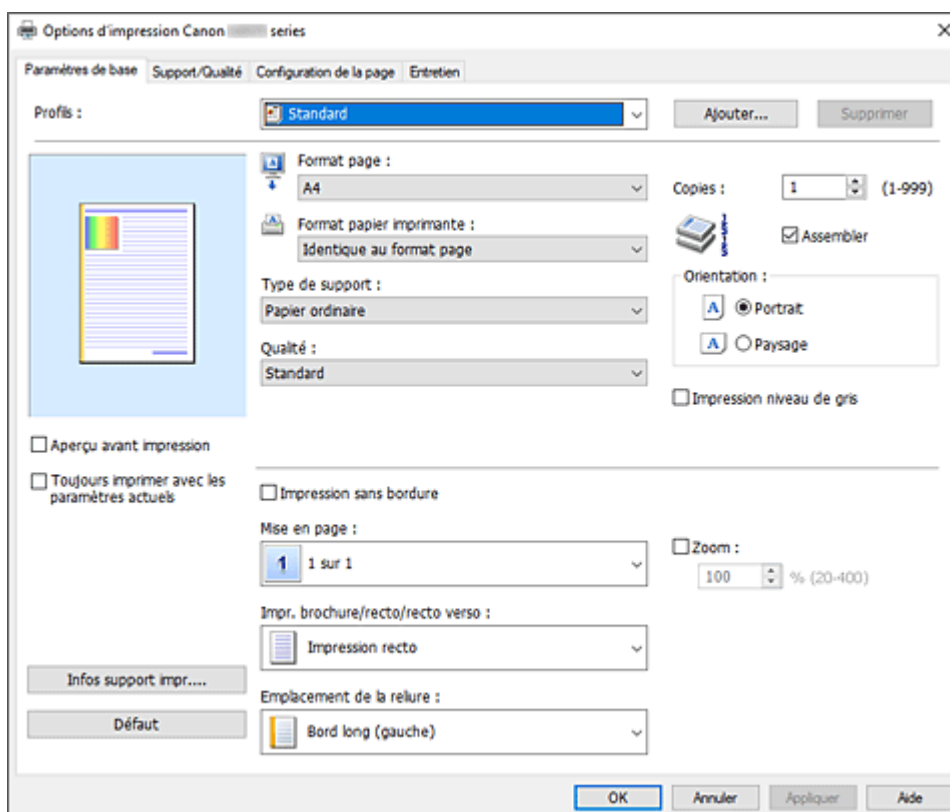 Options d'impression Canon series
Paramètres de base Support/Qualité Configuration de la page Entretien
Profils : Standard Ajouter... Supprimer
Format page :
A4
Copies : 1 (1-999)
Format papier imprimante :
Identique au format page
Assembler
Type de support :
Papier ordinaire
Orientation :
A Portrait
A Paysage
Qualité :
Standard
Impression niveau de gris
Aperçu avant impression
Toujours imprimer avec les
paramètres actuels
Impression sans bordure
Mise en page :
1 1 sur 1
Zoom :
100 % (20-400)
Impr. brochure/recto/recto verso :
Impression recto
Infos support impr....
Emplacement de la reliure :
Défaut
Bord long (gauche)
OK Annuler Appliquer Aide